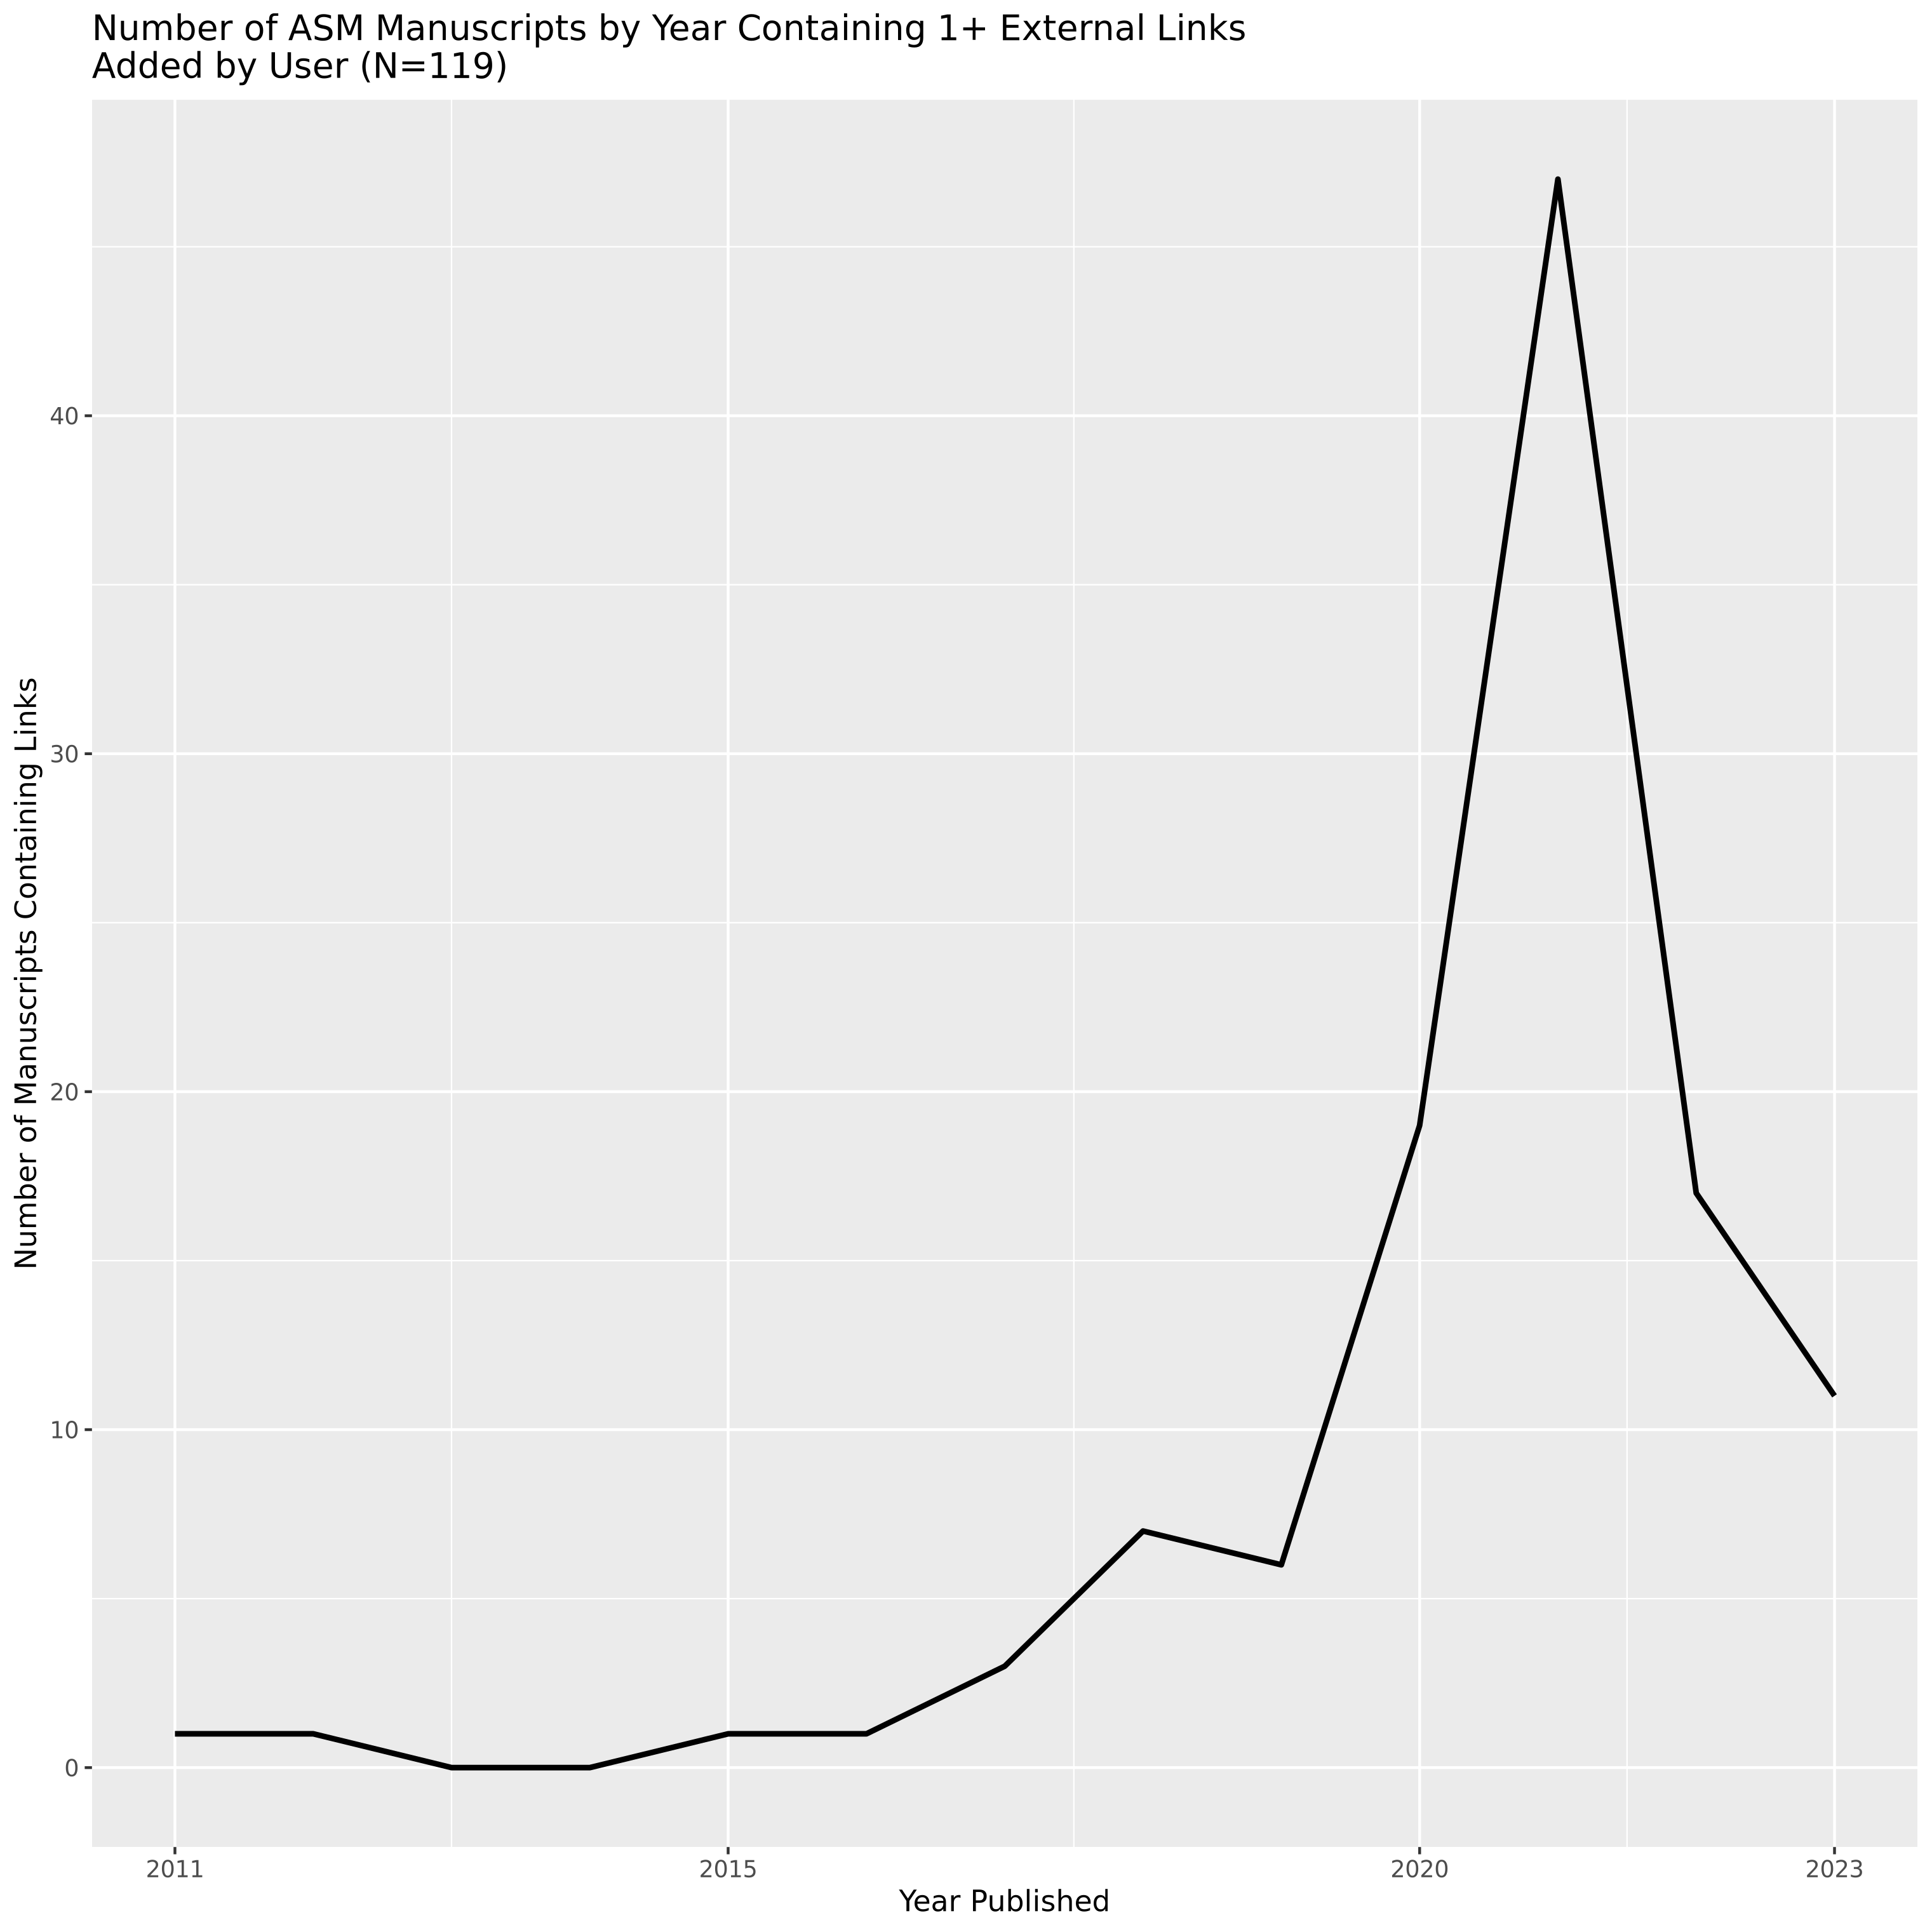 Number of ASM Manuscripts by Year Containing 1+ External Links
Added by User (N=119)
Number of Manuscripts Containing Links
40
30
20
10
0
2011
2015
2020
2023
Year Published